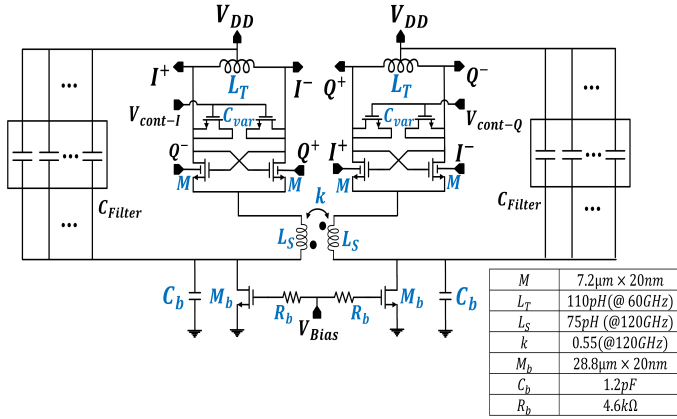 V_DD V_DD
I⁺ I⁻ Q⁺ Q⁻
L_T L_T
V_cont-I C_var C_var V_cont-Q
Q⁻ Q⁺ I⁺ I⁻
M M M M
C_Filter k C_Filter
L_S L_S
C_b M_b R_b R_b M_b C_b
V_Bias
M 7.2μm × 20nm
L_T 110pH(@ 60GHz)
L_S 75pH (@120GHz)
k 0.55(@120GHz)
M_b 28.8μm × 20nm
C_b 1.2pF
R_b 4.6kΩ